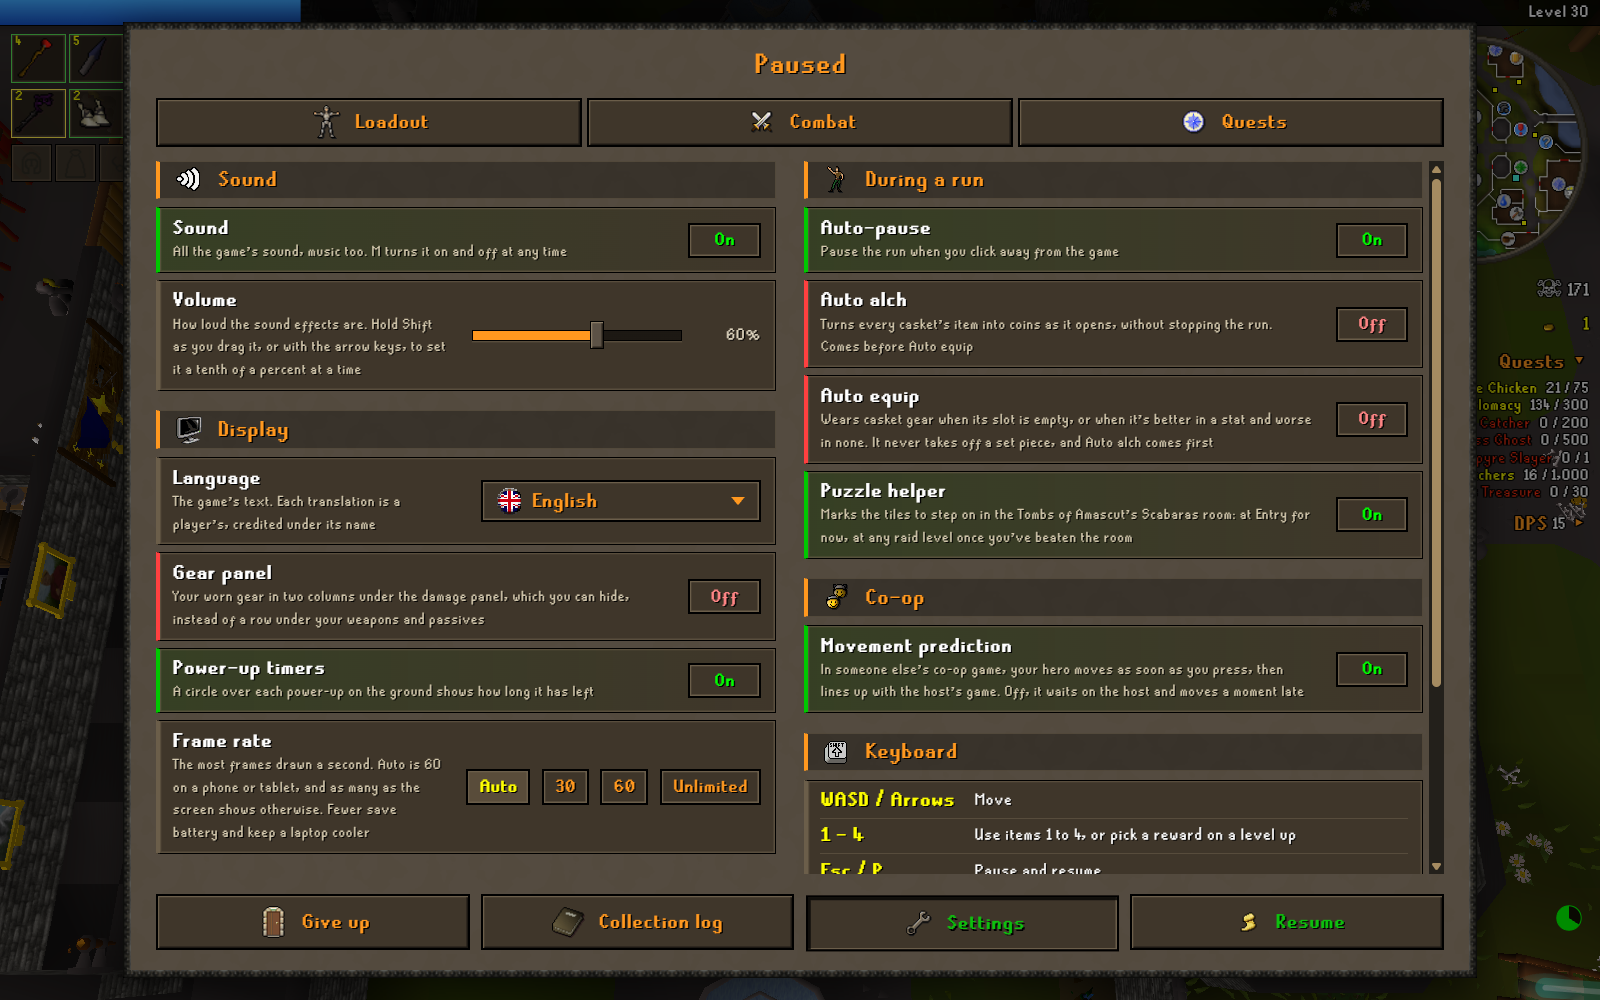 Level 30
4
5
2
2
Paused
Loadout
Combat
Quests
Sound
Sound
All the game's sound, music too. M turns it on and off at any time
On
Volume
How loud the sound effects are. Hold Shift
as you drag it, or with the arrow keys, to set
it a tenth of a percent at a time
60%
Display
Language
The game's text. Each translation is a
player's, credited under its name
English
Gear panel
Your worn gear in two columns under the damage panel, which you can hide,
instead of a row under your weapons and passives
Off
Power-up timers
A circle over each power-up on the ground shows how long it has left
On
Frame rate
The most frames drawn a second. Auto is 60
on a phone or tablet, and as many as the
screen shows otherwise. Fewer save
battery and keep a laptop cooler
Auto
30
60
Unlimited
During a run
Auto-pause
Pause the run when you click away from the game
On
Auto alch
Turns every casket's item into coins as it opens, without stopping the run.
Comes before Auto equip
Off
Auto equip
Wears casket gear when its slot is empty, or when it's better in a stat and worse
in none. It never takes off a set piece, and Auto alch comes first
Off
Puzzle helper
Marks the tiles to step on in the Tombs of Amascut's Scabaras room: at Entry for
now, at any raid level once you've beaten the room
On
Co-op
Movement prediction
In someone else's co-op game, your hero moves as soon as you press, then
lines up with the host's game. Off, it waits on the host and moves a moment late
On
Keyboard
WASD / Arrows Move
1 - 4 Use items 1 to 4, or pick a reward on a level up
Esc / P Pause and resume
171
1
Quests
e Chicken 21 / 75
lomacy 134 / 300
Catcher 0 / 200
ss Ghost 0 / 500
pyre Slayer 0 / 1
chers 16 / 1,000
Treasure 0 / 30
DPS 15
Give up
Collection log
Settings
Resume